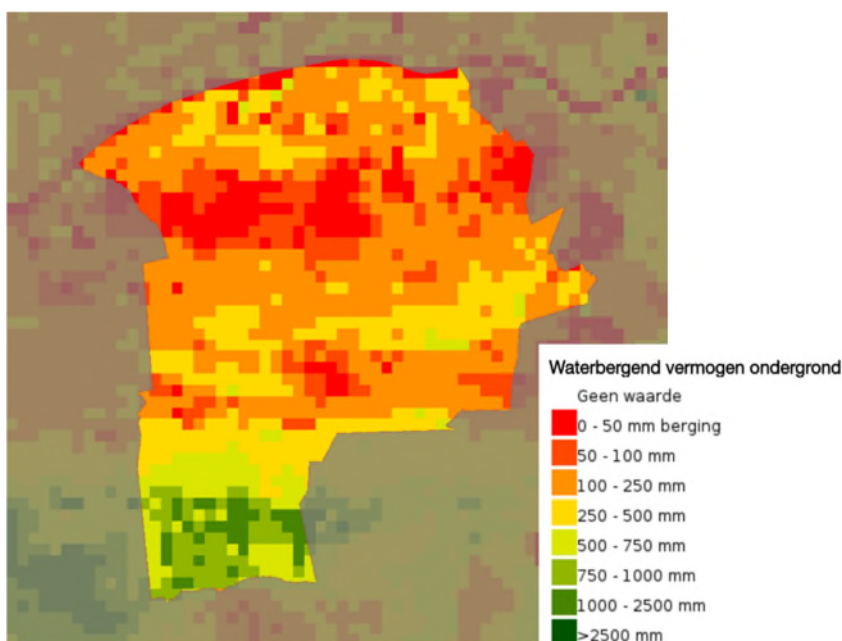 Waterbergend vermogen ondergrond
Geen waarde
0 - 50 mm berging
50 - 100 mm
100 - 250 mm
250 - 500 mm
500 - 750 mm
750 - 1000 mm
1000 - 2500 mm
>2500 mm